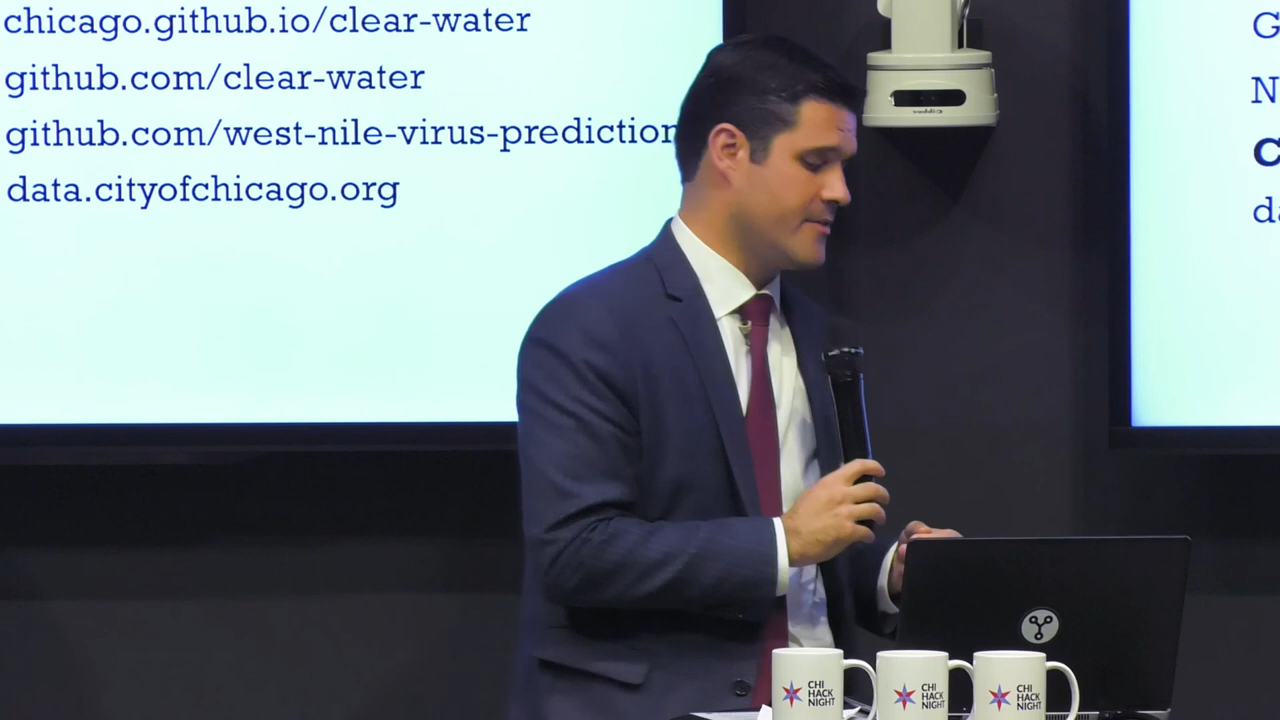 chicago.github.io/clear-water
github.com/clear-water
github.com/west-nile-virus-prediction
data.cityofchicago.org
G
N
C
da
CHI
HACK
NIGHT
CHI
HACK
NIGHT
CHI
HACK
NIGHT